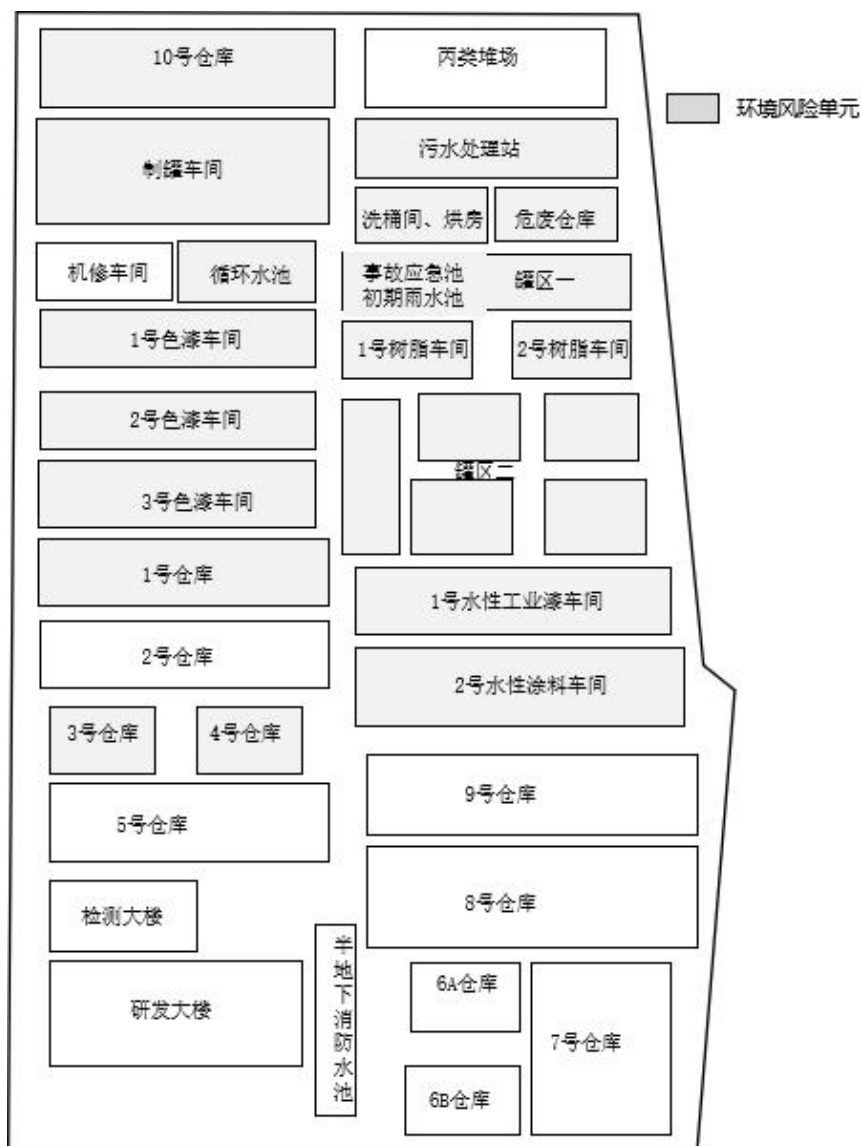 10号仓库
丙类堆场
环境风险单元
制罐车间
污水处理站
洗桶间、烘房
危废仓库
机修车间
循环水池
事故应急池
初期雨水池
罐区一
1号色漆车间
1号树脂车间
2号树脂车间
2号色漆车间
罐区二
3号色漆车间
1号仓库
1号水性工业漆车间
2号仓库
2号水性涂料车间
3号仓库
4号仓库
9号仓库
5号仓库
8号仓库
检测大楼
半地下消防水池
6A仓库
研发大楼
7号仓库
6B仓库